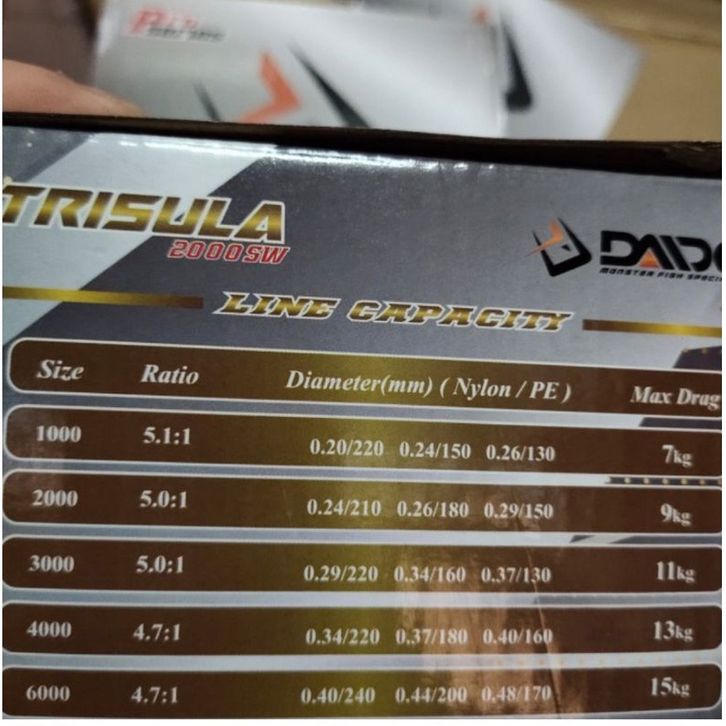 TRISULA
2000SW
MONSTER FISH
LINE CAPACITY
Size Ratio Diameter(mm) ( Nylon / PE ) Max Drag
1000 5.1:1 0.20/220 0.24/150 0.26/130 7kg
2000 5.0:1 0.24/210 0.26/180 0.29/150 9kg
3000 5.0:1 0.29/220 0.34/160 0.37/130 11kg
4000 4.7:1 0.34/220 0.37/180 0.40/160 13kg
6000 4.7:1 0.40/240 0.44/200 0.48/170 15kg